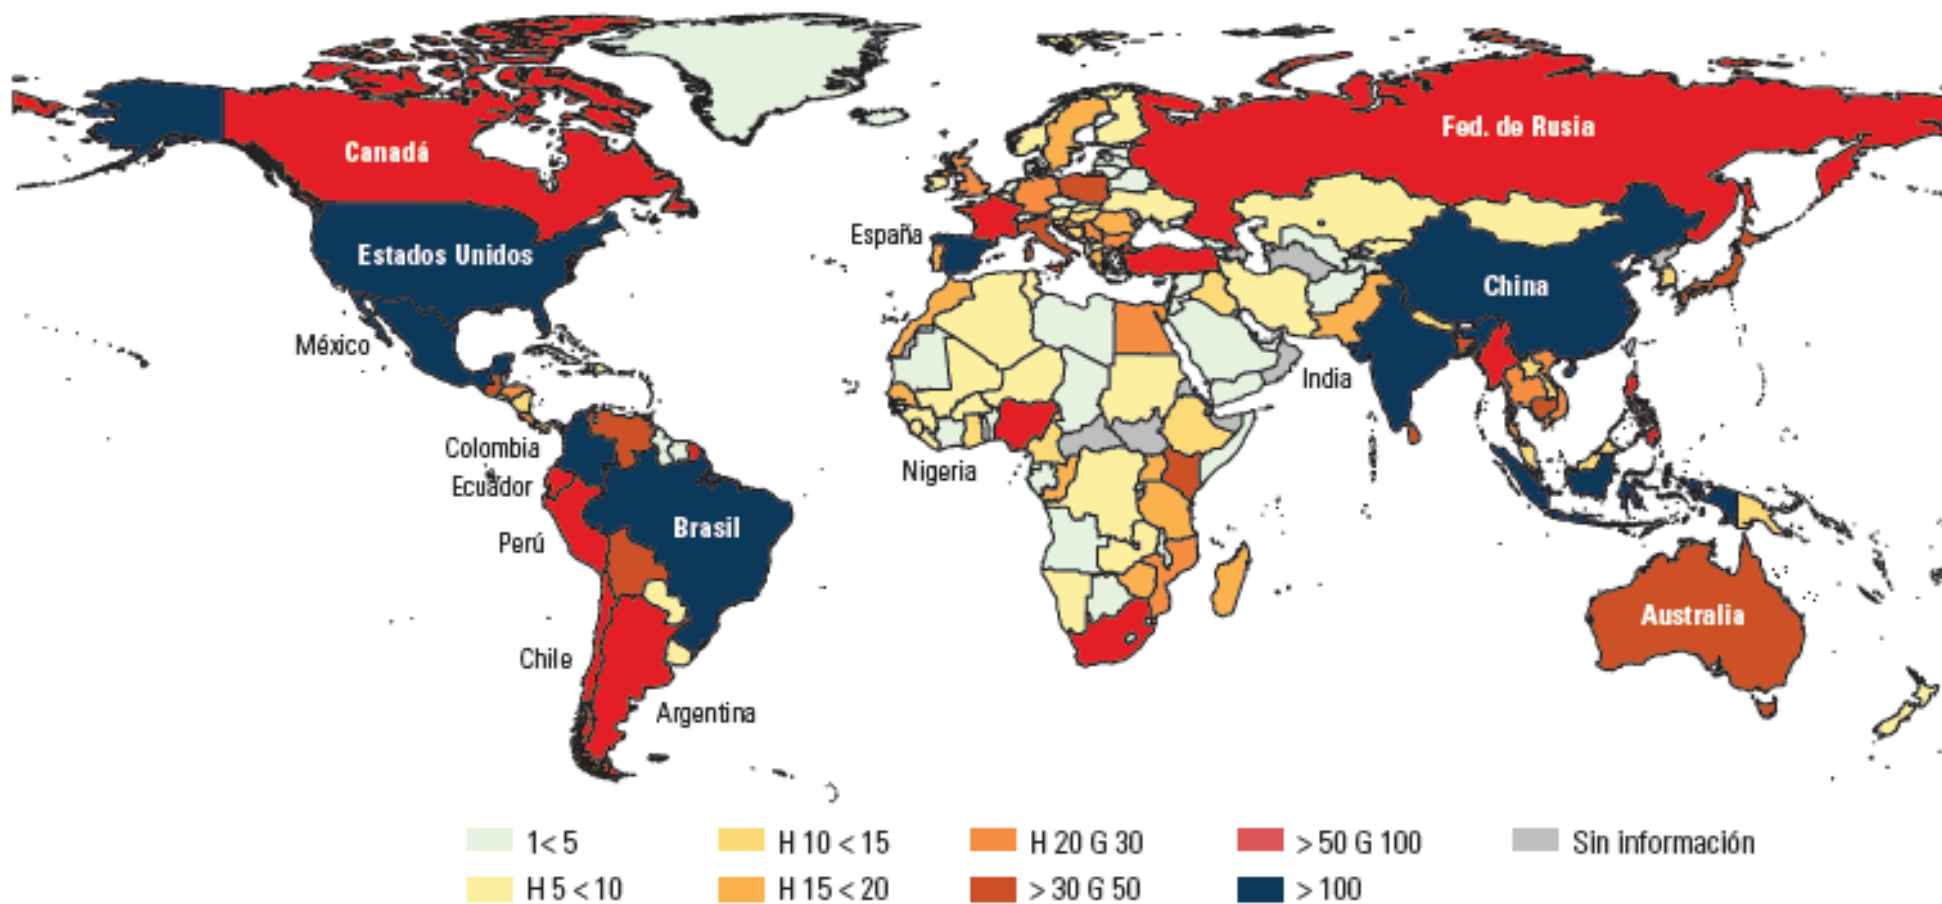 Canadá
Fed. de Rusia
España
Estados Unidos
China
México
India
Colombia
Nigeria
Ecuador
Brasil
Perú
Australia
Chile
Argentina
1< 5
H 10 < 15
H 20 G 30
> 50 G 100
Sin información
H 5 < 10
H 15 < 20
> 30 G 50
> 100